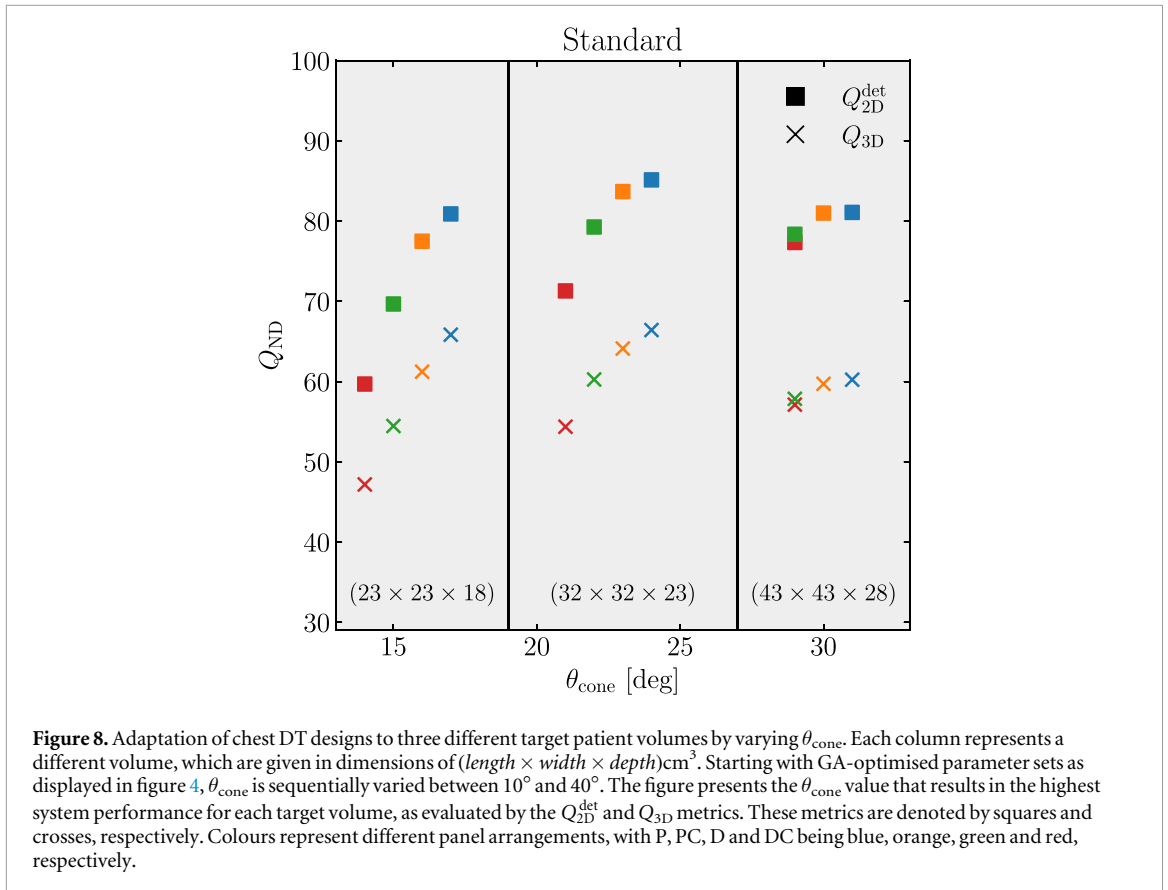 Standard
100
90
80
70
60
50
40
30
Q_ND
Q_2D^det
Q_3D
(23 × 23 × 18)
(32 × 32 × 23)
(43 × 43 × 28)
15
20
25
30
θ_cone [deg]
Figure 8. Adaptation of chest DT designs to three different target patient volumes by varying θ_cone. Each column represents a
different volume, which are given in dimensions of (length × width × depth)cm³. Starting with GA-optimised parameter sets as
displayed in figure 4, θ_cone is sequentially varied between 10° and 40°. The figure presents the θ_cone value that results in the highest
system performance for each target volume, as evaluated by the Q_2D^det and Q_3D metrics. These metrics are denoted by squares and
crosses, respectively. Colours represent different panel arrangements, with P, PC, D and DC being blue, orange, green and red,
respectively.